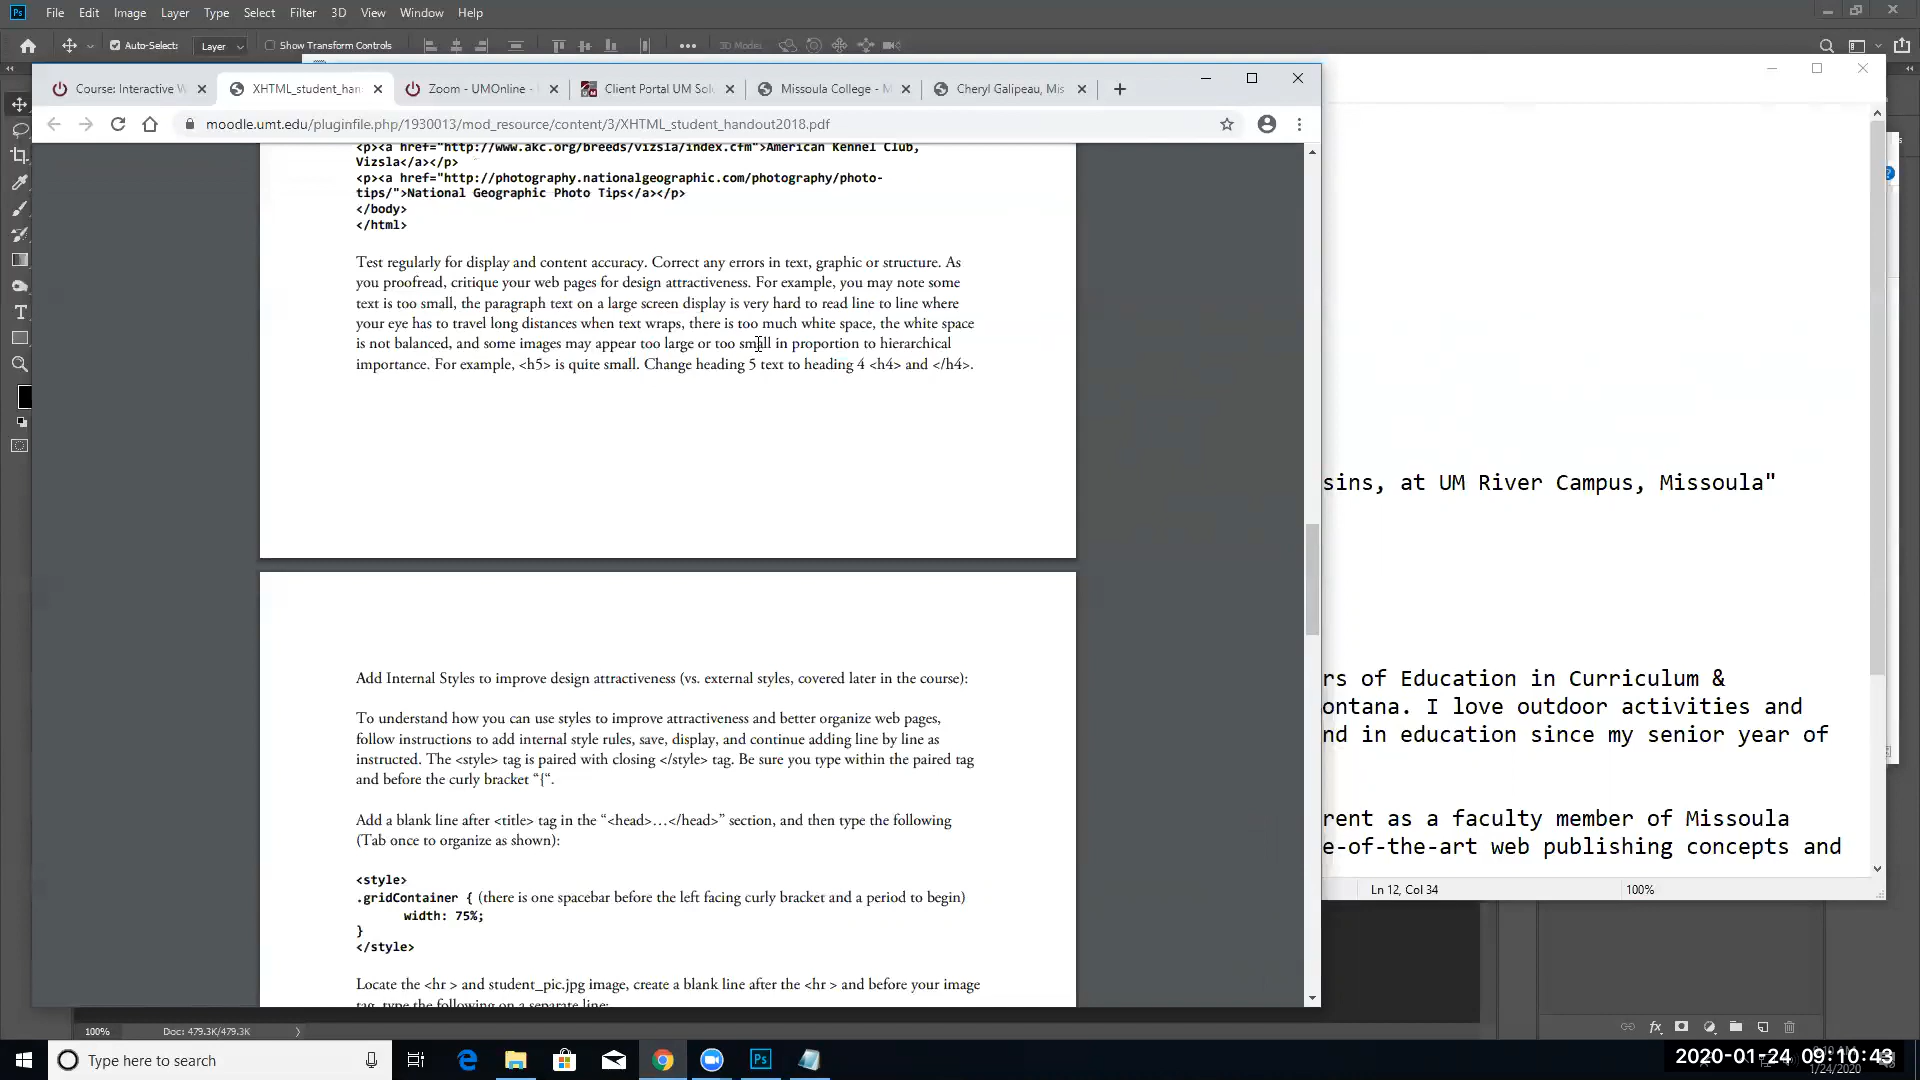 File Edit Image Layer Type Select Filter 3D View Window Help
Auto-Select: Layer Show Transform Controls 3D Mode:
Course: Interactive W
XHTML_student_han
Zoom - UMOnline -
Client Portal UM Sol
Missoula College - M
Cheryl Galipeau, Mis
moodle.umt.edu/pluginfile.php/1930013/mod_resource/content/3/XHTML_student_handout2018.pdf
<p><a href="http://www.akc.org/breeds/vizsla/index.cfm">American Kennel Club,
Vizsla</a></p>
<p><a href="http://photography.nationalgeographic.com/photography/photo-
tips/">National Geographic Photo Tips</a></p>
</body>
</html>
Test regularly for display and content accuracy. Correct any errors in text, graphic or structure. As
you proofread, critique your web pages for design attractiveness. For example, you may note some
text is too small, the paragraph text on a large screen display is very hard to read line to line where
your eye has to travel long distances when text wraps, there is too much white space, the white space
is not balanced, and some images may appear too large or too small in proportion to hierarchical
importance. For example, <h5> is quite small. Change heading 5 text to heading 4 <h4> and </h4>.
Add Internal Styles to improve design attractiveness (vs. external styles, covered later in the course):
To understand how you can use styles to improve attractiveness and better organize web pages,
follow instructions to add internal style rules, save, display, and continue adding line by line as
instructed. The <style> tag is paired with closing </style> tag. Be sure you type within the paired tag
and before the curly bracket “{“.
Add a blank line after <title> tag in the “<head>…</head>” section, and then type the following
(Tab once to organize as shown):
<style>
.gridContainer { (there is one spacebar before the left facing curly bracket and a period to begin)
width: 75%;
}
</style>
Locate the <hr > and student_pic.jpg image, create a blank line after the <hr > and before your image
tag, type the following on a separate line:
sins, at UM River Campus, Missoula"
rs of Education in Curriculum &
ontana. I love outdoor activities and
nd in education since my senior year of
rent as a faculty member of Missoula
e-of-the-art web publishing concepts and
Ln 12, Col 34 100%
100% Doc: 479.3K/479.3K
Type here to search
2020-01-24 09:10:43
1/24/2020